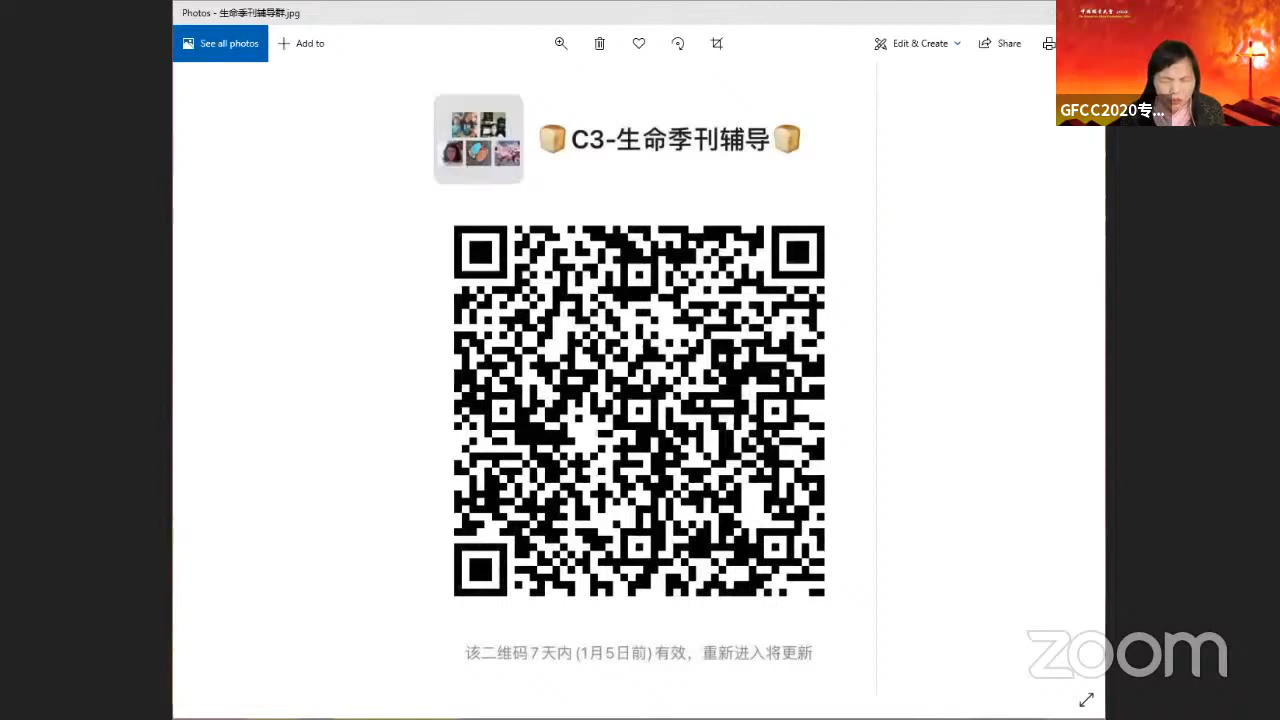 Photos - 生命季刊辅导群.jpg
See all photos
Add to
Edit & Create
Share
GFCC2020专...
C3-生命季刊辅导
该二维码7天内(1月5日前)有效，重新进入将更新
zoom